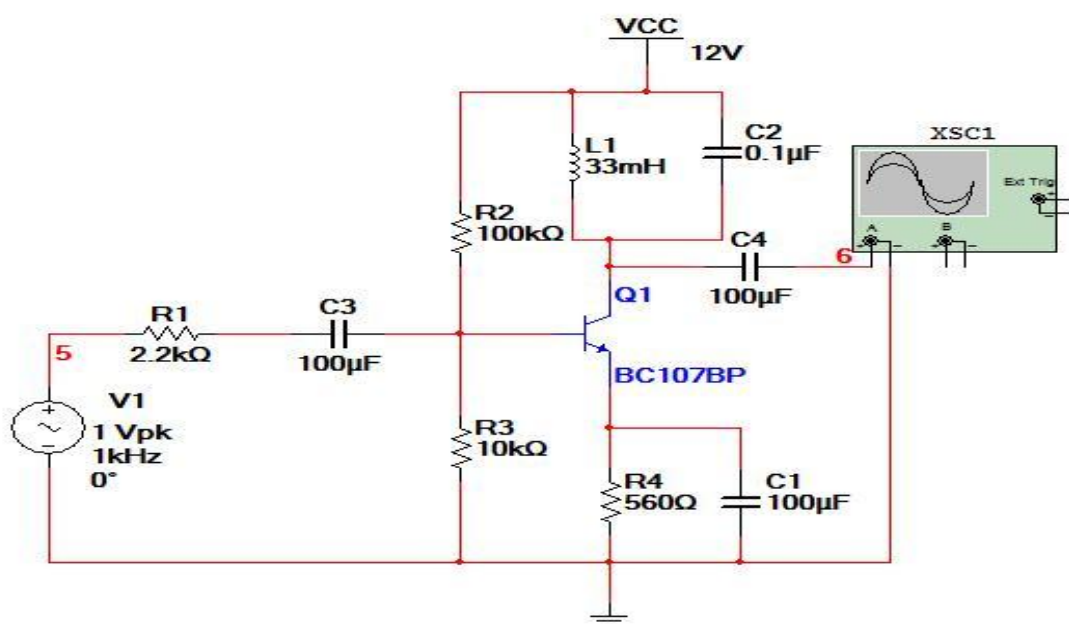 VCC
12V
L1
33mH
C2
0.1µF
XSC1
Ext Trig
+
-
A
B
+
-
+
-
R2
100kΩ
C4
100µF
6
R1
2.2kΩ
C3
100µF
Q1
BC107BP
5
V1
+
-
1 Vpk
1kHz
0°
R3
10kΩ
R4
560Ω
C1
100µF